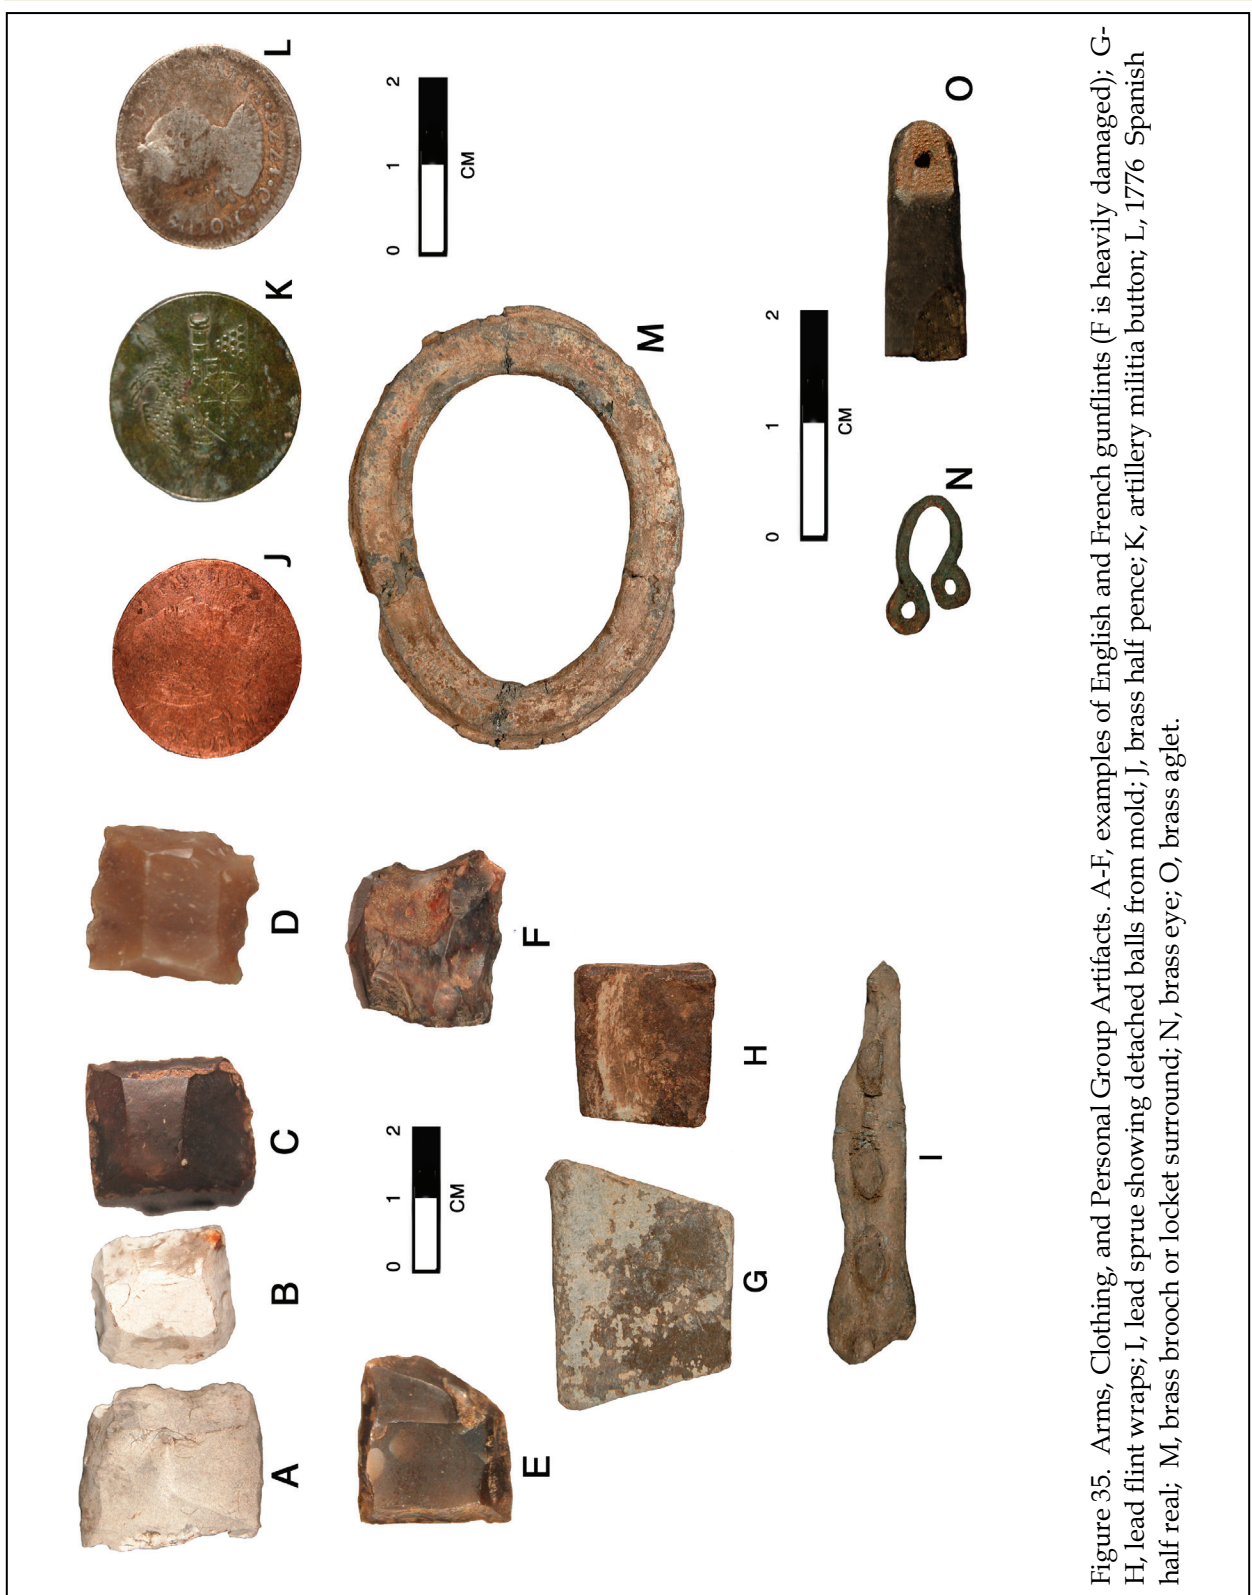 A B C D J K L
0 1 2 0 1 2
CM CM
E F M
G H
0 1 2
CM
I N O
Figure 35. Arms, Clothing, and Personal Group Artifacts. A-F, examples of English and French gunflints (F is heavily damaged); G-
H, lead flint wraps; I, lead sprue showing detached balls from mold; J, brass half pence; K, artillery militia button; L, 1776 Spanish
half real; M, brass brooch or locket surround; N, brass eye; O, brass aglet.